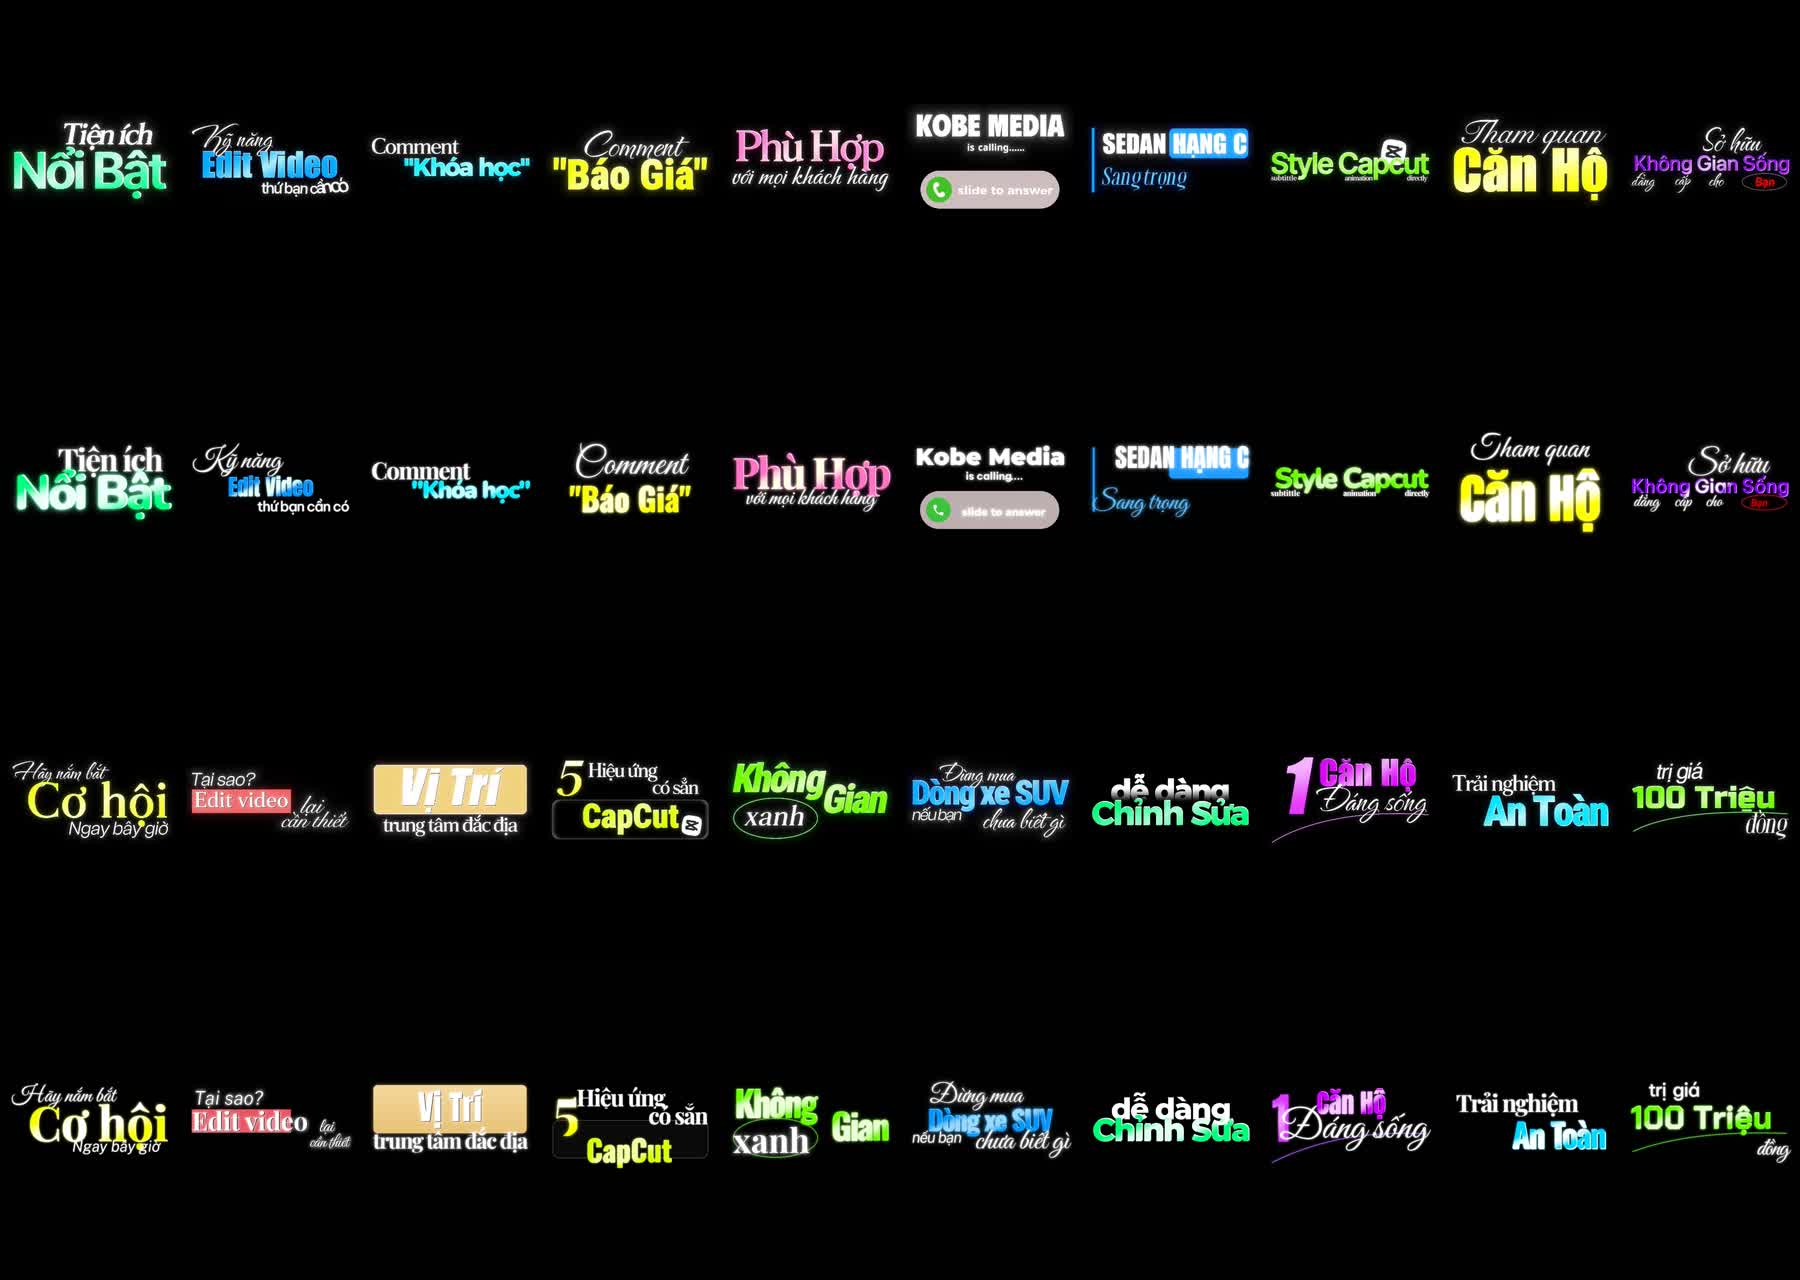 Tiện ích
Nổi Bật
Kỹ năng
Edit Video
thứ bạn cần có
Comment
"Khóa học"
Comment
"Báo Giá"
Phù Hợp
với mọi khách hàng
KOBE MEDIA
is calling......
slide to answer
SEDAN HẠNG C
Sang trọng
Style Capcut
subtittle animation directly
Tham quan
Căn Hộ
Sở hữu
Không Gian Sống
đẳng cấp cho Bạn
Tiện ích
Nổi Bật
Kỹ năng
Edit Video
thứ bạn cần có
Comment
"Khóa học"
Comment
"Báo Giá"
Phù Hợp
với mọi khách hàng
Kobe Media
is calling....
slide to answer
SEDAN HẠNG C
Sang trọng
Style Capcut
subtittle animation directly
Tham quan
Căn Hộ
Sở hữu
Không Gian Sống
đẳng cấp cho Bạn
Hãy nắm bắt
Cơ hội
Ngay bây giờ
Tại sao?
Edit video lại
cần thiết
Vị Trí
trung tâm đắc địa
5 Hiệu ứng
có sẵn
CapCut
Không
Gian
xanh
Đừng mua
Dòng xe SUV
nếu bạn chưa biết gì
dễ dàng
Chỉnh Sửa
1 Căn Hộ
Đáng sống
Trải nghiệm
An Toàn
trị giá
100 Triệu
đồng
Hãy nắm bắt
Cơ hội
Ngay bây giờ
Tại sao?
Edit video lại
cần thiết
Vị Trí
trung tâm đắc địa
5 Hiệu ứng
có sẵn
CapCut
Không
Gian
xanh
Đừng mua
Dòng xe SUV
nếu bạn chưa biết gì
dễ dàng
Chỉnh Sửa
1 Căn Hộ
Đáng sống
Trải nghiệm
An Toàn
trị giá
100 Triệu
đồng